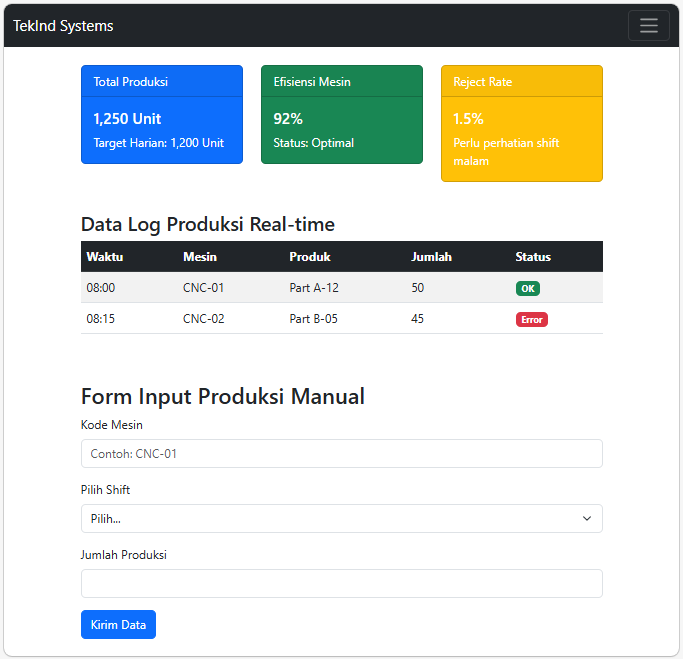 TekInd Systems
Total Produksi
1,250 Unit
Target Harian: 1,200 Unit
Efisiensi Mesin
92%
Status: Optimal
Reject Rate
1.5%
Perlu perhatian shift
malam
Data Log Produksi Real-time
Waktu Mesin Produk Jumlah Status
08:00 CNC-01 Part A-12 50 OK
08:15 CNC-02 Part B-05 45 Error
Form Input Produksi Manual
Kode Mesin
Contoh: CNC-01
Pilih Shift
Pilih...
Jumlah Produksi
Kirim Data